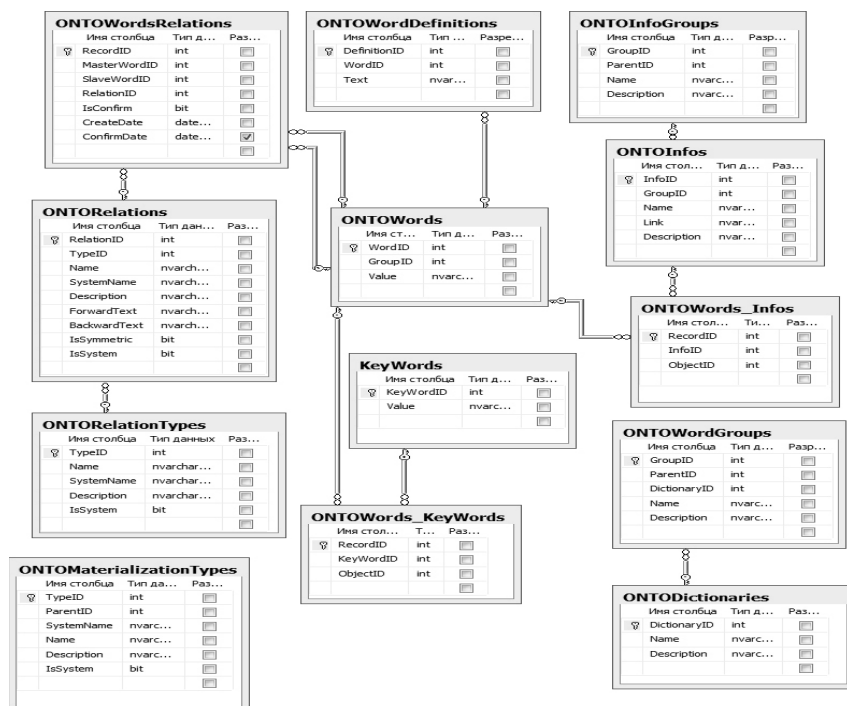 ONTOWordsRelations
Имя столбца Тип д... Раз...
RecordID int
MasterWordID int
SlaveWordID int
RelationID int
IsConfirm bit
CreateDate date...
ConfirmDate date...
ONTOWordDefinitions
Имя столбца Тип ... Разре...
DefinitionID int
WordID int
Text nvar...
ONTOInfoGroups
Имя столбца Тип д... Разр...
GroupID int
ParentID int
Name nvarc...
Description nvarc...
ONTOInfos
Имя стол... Тип д... Раз...
InfoID int
GroupID int
Name nvar...
Link nvar...
Description nvar...
ONTORelations
Имя столбца Тип дан... Раз...
RelationID int
TypeID int
Name nvarch...
SystemName nvarch...
Description nvarch...
ForwardText nvarch...
BackwardText nvarch...
IsSymmetric bit
IsSystem bit
ONTOWords
Имя ст... Тип д... Раз...
WordID int
GroupID int
Value nvarc...
ONTOWords_Infos
Имя стол... Ти... Раз...
RecordID int
InfoID int
ObjectID int
KeyWords
Имя столбца Тип д... Раз...
KeyWordID int
Value nvarc...
ONTORelationTypes
Имя столбца Тип данных Раз...
TypeID int
Name nvarchar...
SystemName nvarchar...
Description nvarchar...
IsSystem bit
ONTOWordGroups
Имя столбца Тип д... Разр...
GroupID int
ParentID int
DictionaryID int
Name nvarc...
Description nvarc...
ONTOWords_KeyWords
Имя стол... Т... Раз...
RecordID int
KeyWordID int
ObjectID int
ONTOMaterializationTypes
Имя столбца Тип да... Раз...
TypeID int
ParentID int
SystemName nvarc...
Name nvarc...
Description nvarc...
IsSystem bit
ONTODictionaries
Имя столбца Тип д... Раз...
DictionaryID int
Name nvarc...
Description nvarc...